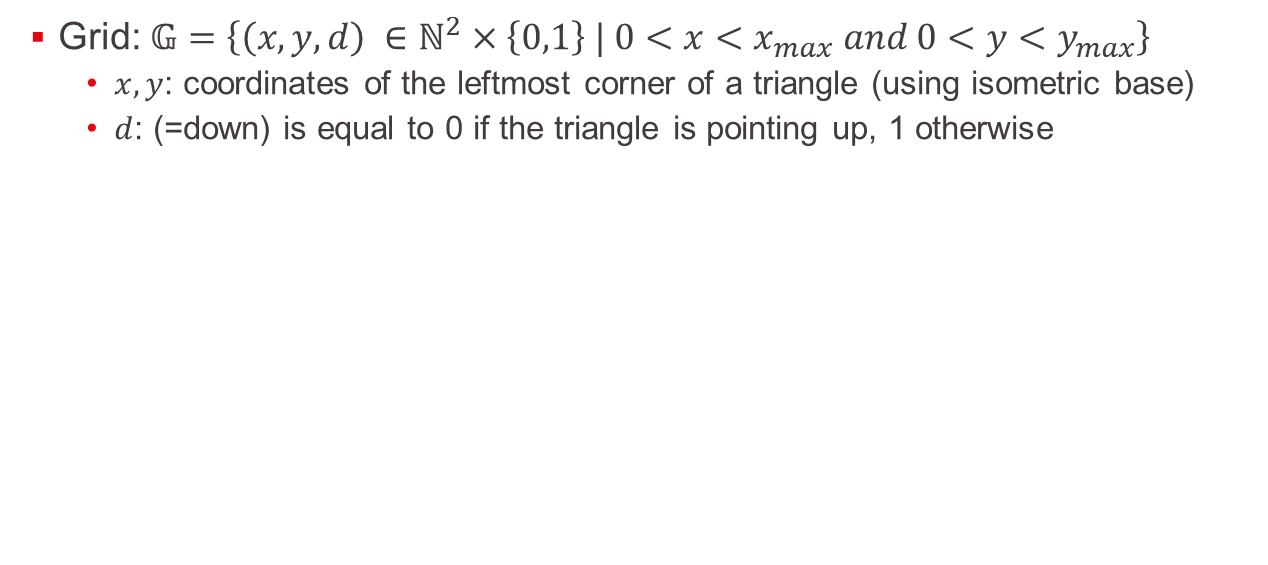 ▪ Grid: 𝔾 = {(x, y, d) ∈ ℕ² × {0,1} | 0 < x < x_max and 0 < y < y_max}
• x, y: coordinates of the leftmost corner of a triangle (using isometric base)
• d: (=down) is equal to 0 if the triangle is pointing up, 1 otherwise